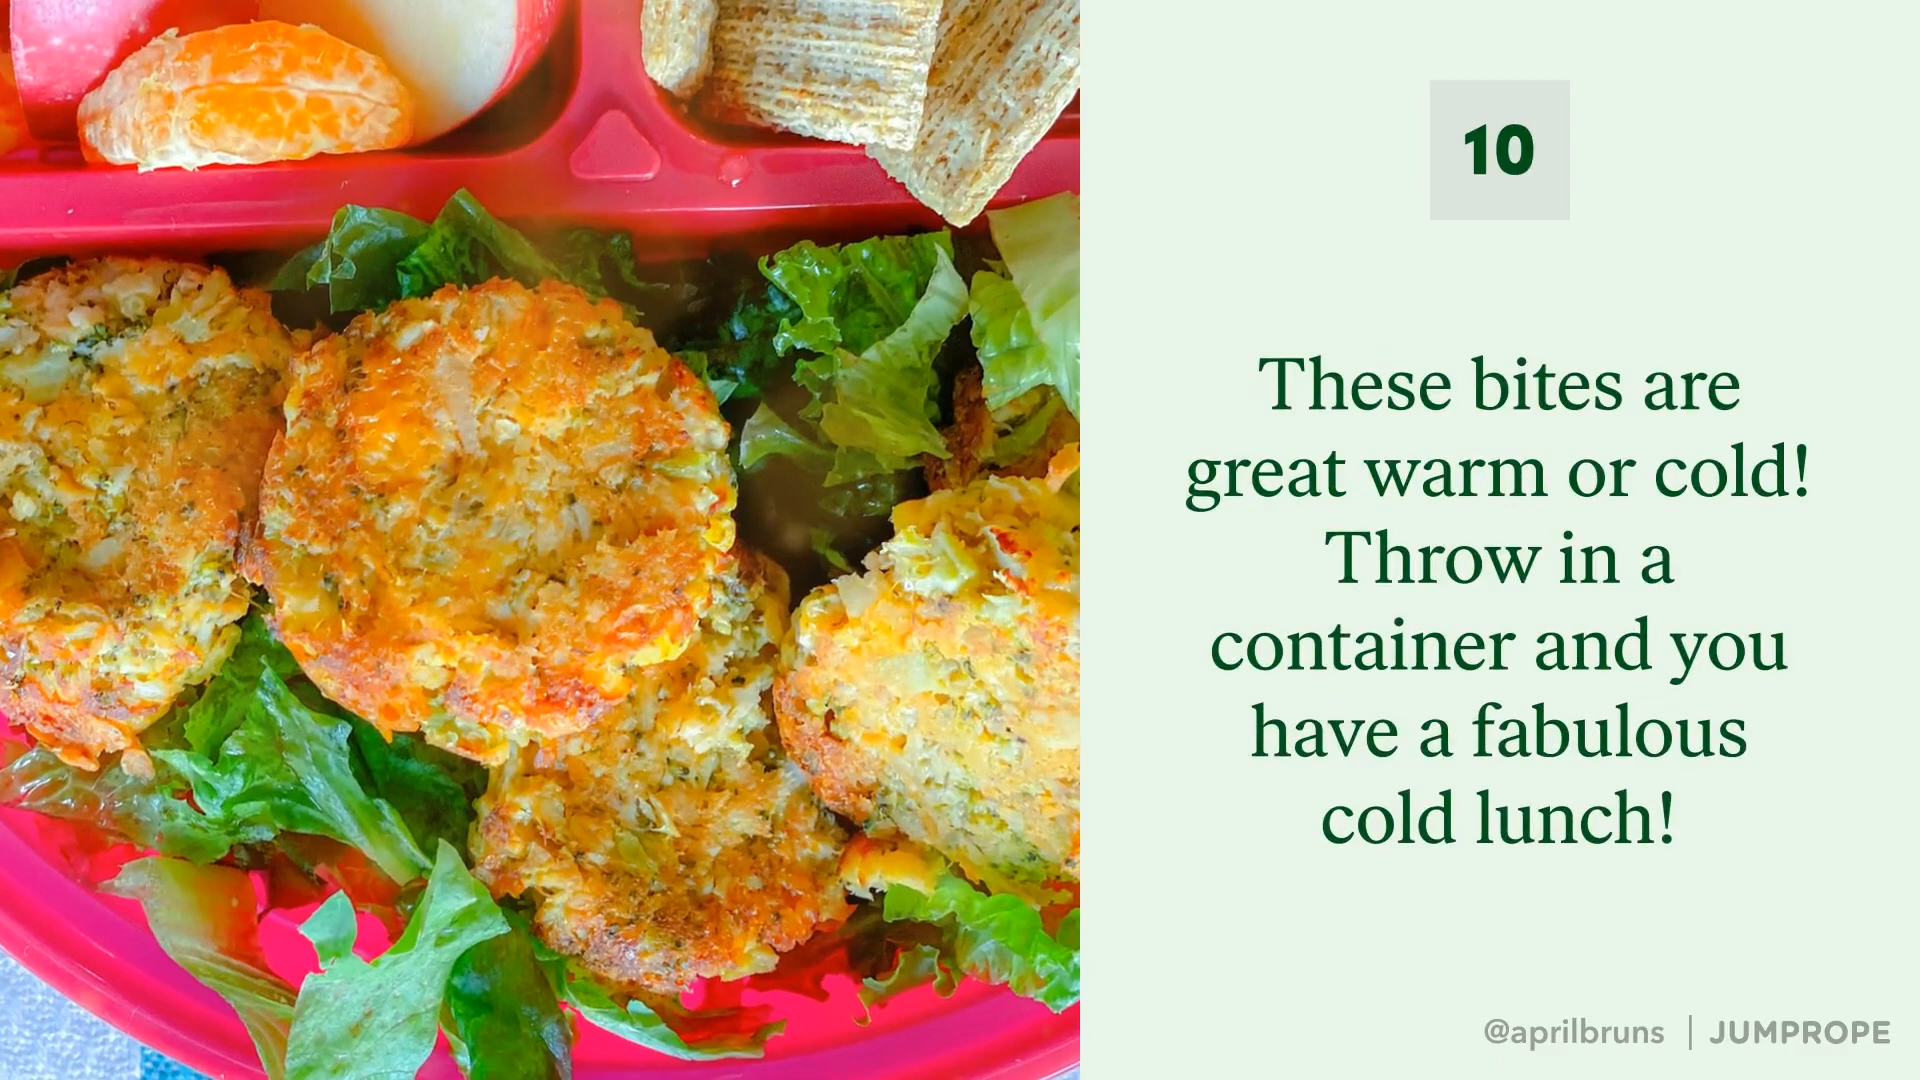 10
These bites are
great warm or cold!
Throw in a
container and you
have a fabulous
cold lunch!
@aprilbruns | JUMPROPE